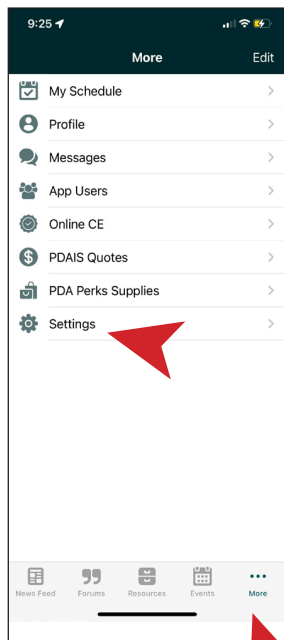 9:25
More
Edit
My Schedule
Profile
Messages
App Users
Online CE
PDAIS Quotes
PDA Perks Supplies
Settings
News Feed Forums Resources Events More